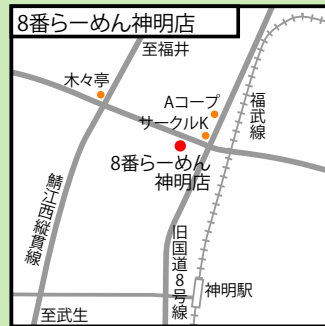 8番らーめん神明店
至福井
木々亭
Aコープ
サークルK
福武線
8番らーめん
神明店
鯖江西縦貫線
旧国道8号線
神明駅
至武生